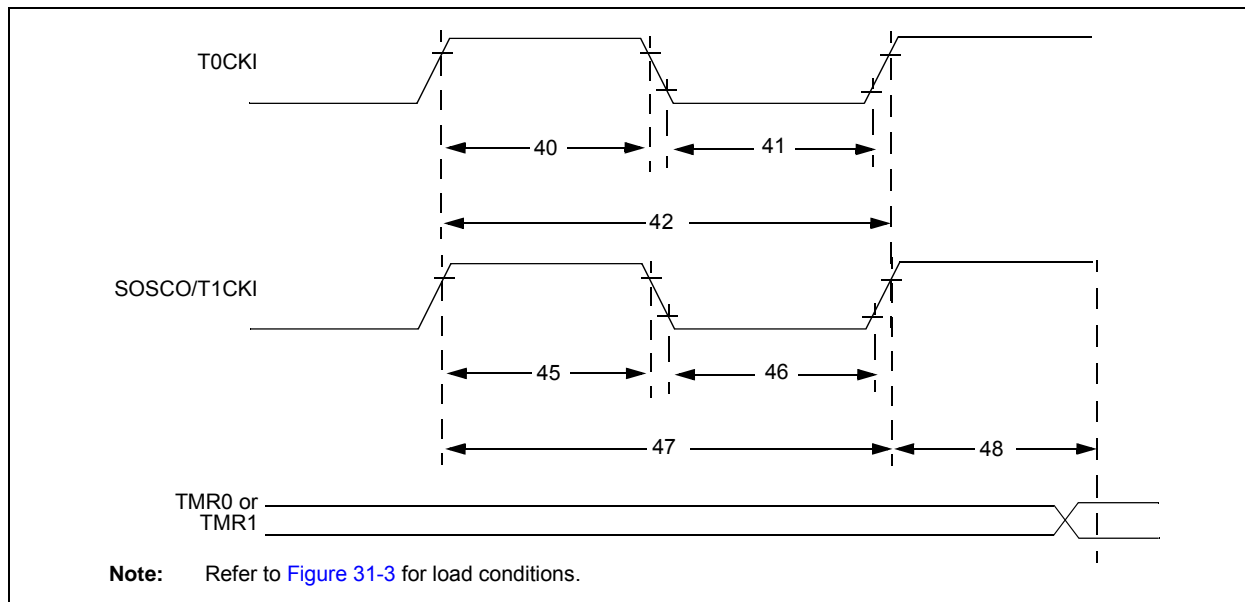 T0CKI
40
41
42
SOSCO/T1CKI
45
46
47
48
TMR0 or
TMR1
Note: Refer to Figure 31-3 for load conditions.